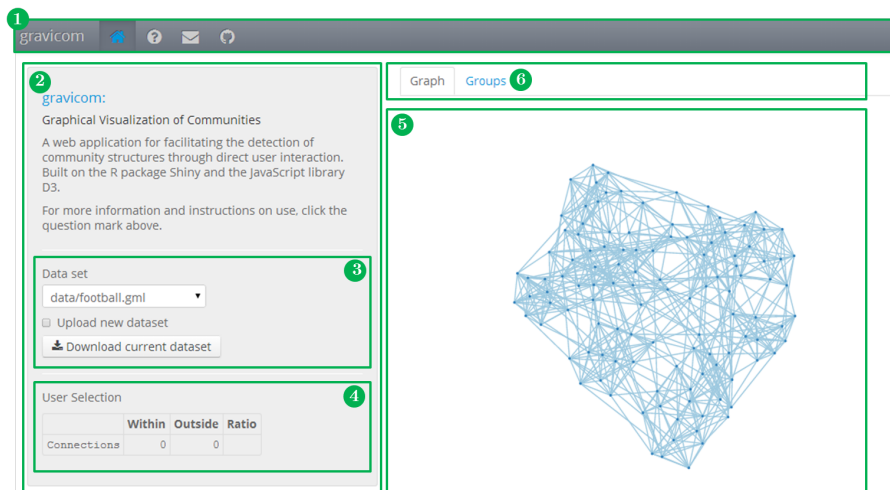 1
gravicom
2
gravicom:
Graphical Visualization of Communities
A web application for facilitating the detection of
community structures through direct user interaction.
Built on the R package Shiny and the JavaScript library
D3.
For more information and instructions on use, click the
question mark above.
3
Data set
data/football.gml
Upload new dataset
Download current dataset
4
User Selection
Within Outside Ratio
Connections 0 0
Graph Groups 6
5